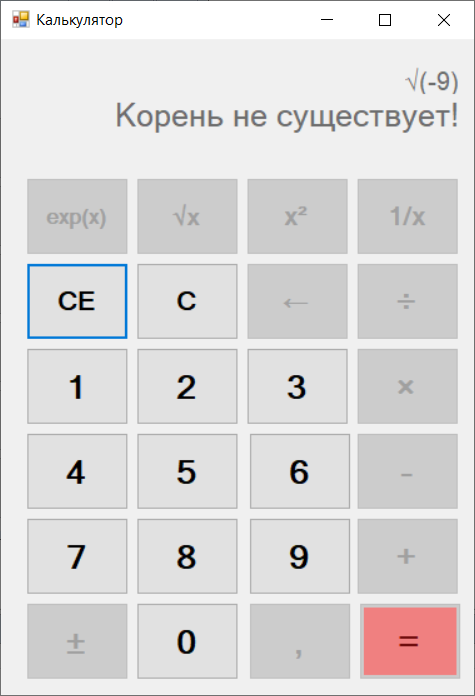 Калькулятор
√(-9)
Корень не существует!
exp(x) √x x² 1/x
CE C ← ÷
1 2 3 ×
4 5 6 -
7 8 9 +
± 0 , =